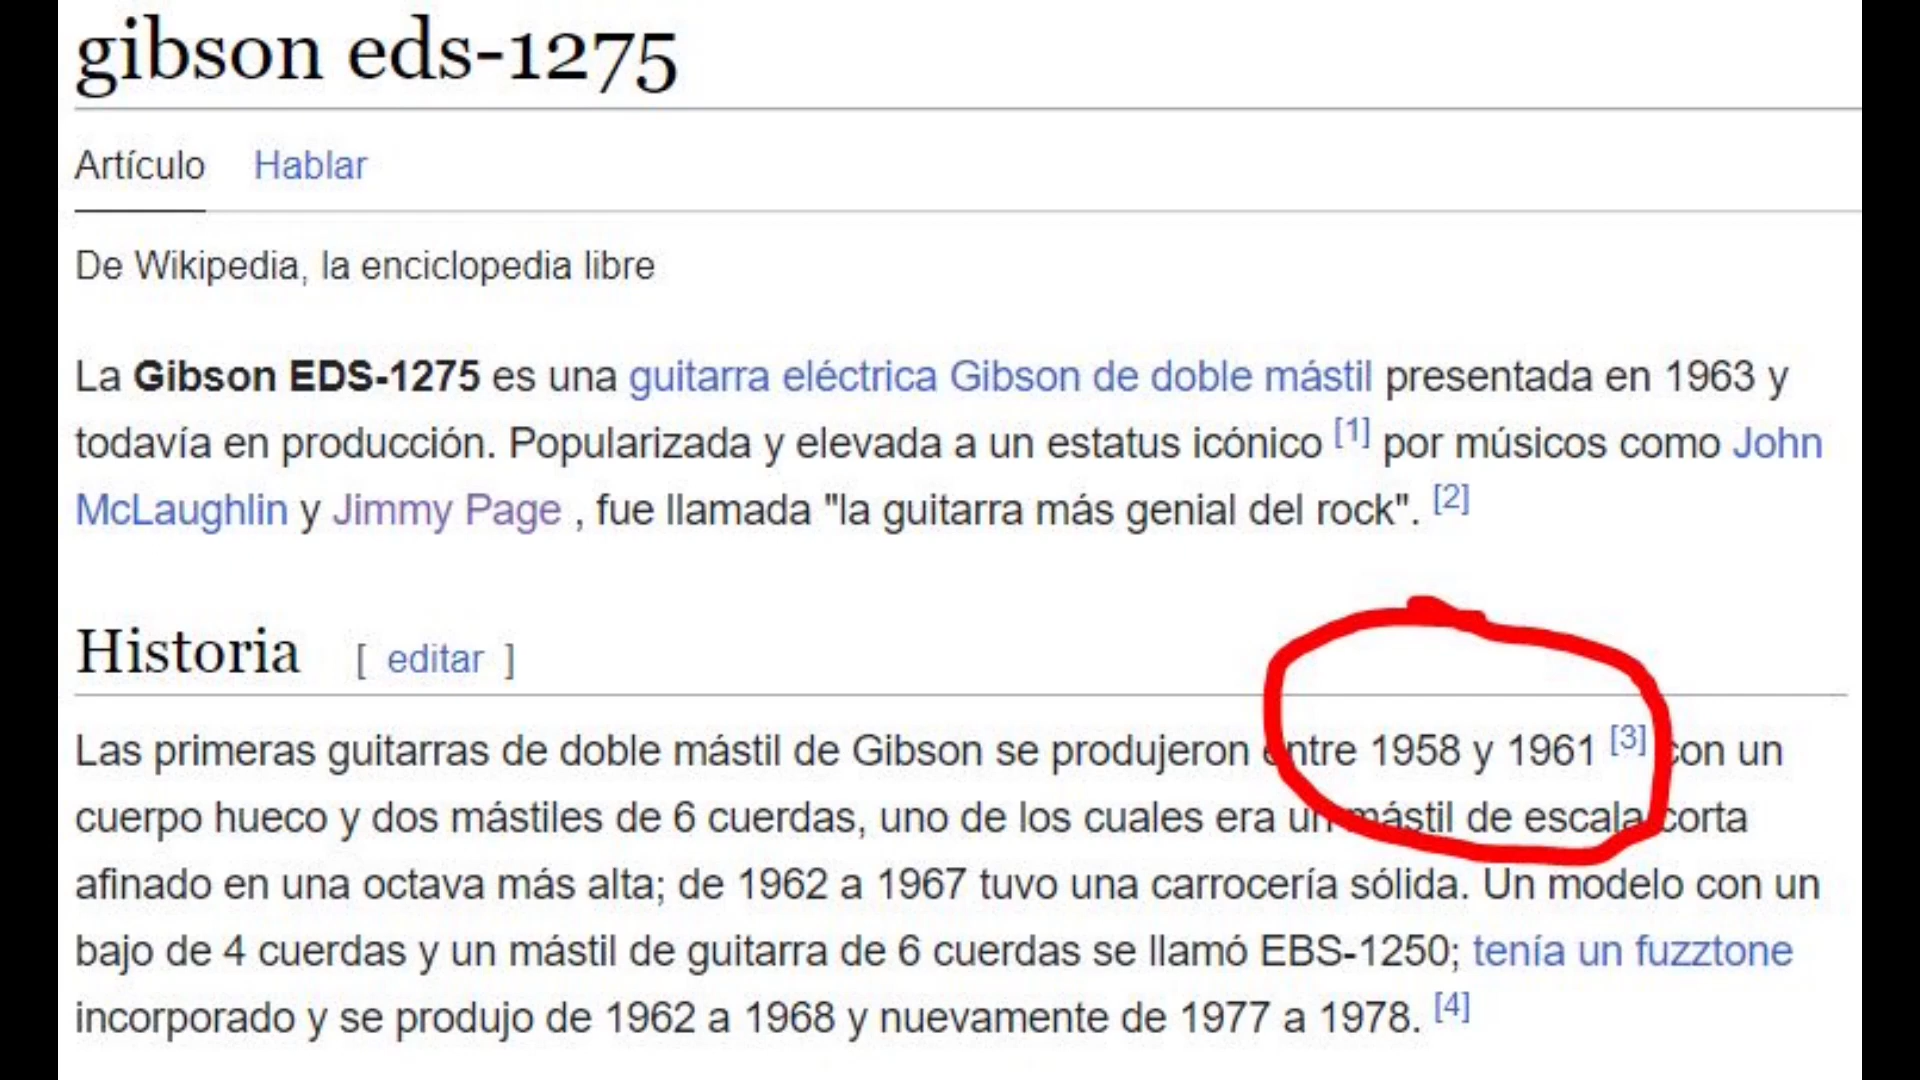 gibson eds-1275
Artículo Hablar
De Wikipedia, la enciclopedia libre
La Gibson EDS-1275 es una guitarra eléctrica Gibson de doble mástil presentada en 1963 y
todavía en producción. Popularizada y elevada a un estatus icónico [1] por músicos como John
McLaughlin y Jimmy Page , fue llamada "la guitarra más genial del rock". [2]
Historia [ editar ]
Las primeras guitarras de doble mástil de Gibson se produjeron entre 1958 y 1961 [3] con un
cuerpo hueco y dos mástiles de 6 cuerdas, uno de los cuales era un mástil de escala corta
afinado en una octava más alta; de 1962 a 1967 tuvo una carrocería sólida. Un modelo con un
bajo de 4 cuerdas y un mástil de guitarra de 6 cuerdas se llamó EBS-1250; tenía un fuzztone
incorporado y se produjo de 1962 a 1968 y nuevamente de 1977 a 1978. [4]